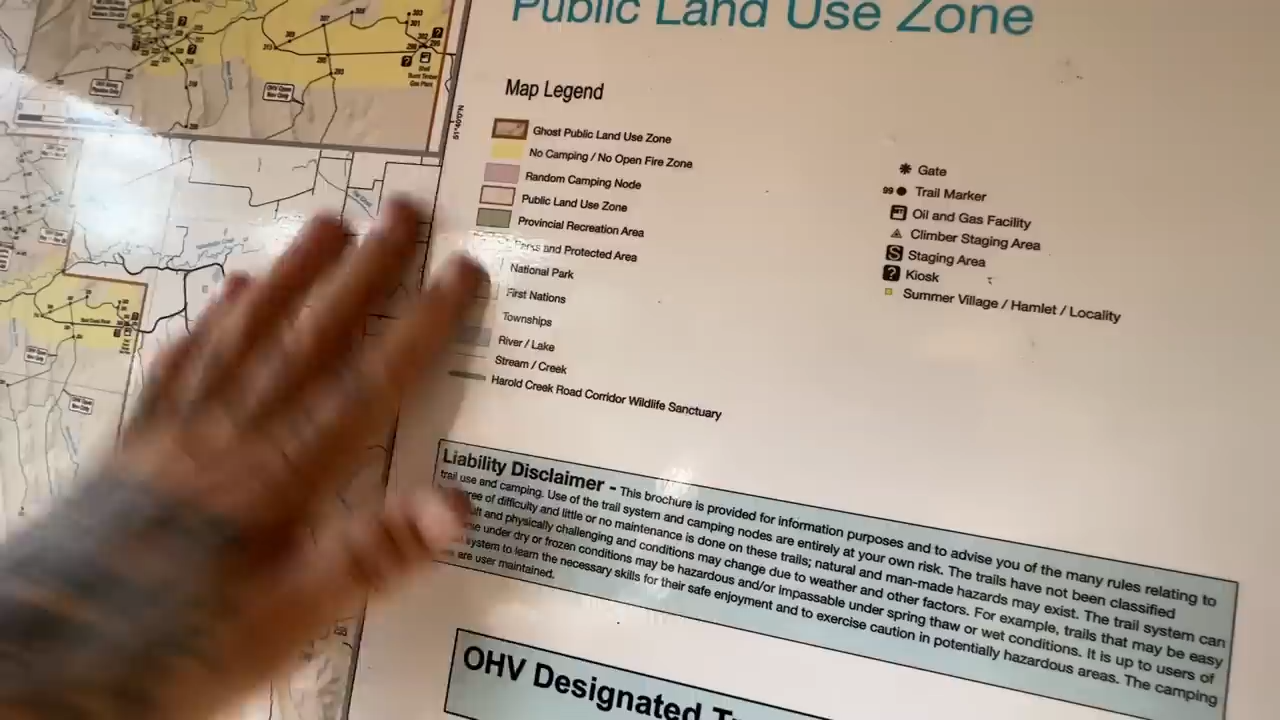 Public Land Use Zone
Map Legend
Ghost Public Land Use Zone
No Camping / No Open Fire Zone
Random Camping Node
Public Land Use Zone
Provincial Recreation Area
Parks and Protected Area
National Park
First Nations
Townships
River / Lake
Stream / Creek
Harold Creek Road Corridor Wildlife Sanctuary
Gate
99 Trail Marker
Oil and Gas Facility
Climber Staging Area
S Staging Area
? Kiosk
Summer Village / Hamlet / Locality
Liability Disclaimer - This brochure is provided for information purposes and to advise you of the many rules relating to
trail use and camping. Use of the trail system and camping nodes are entirely at your own risk. The trails have not been classified
of difficulty and little or no maintenance is done on these trails; natural and man-made hazards may exist. The trail system can
and physically challenging and conditions may change due to weather and other factors. For example, trails that may be easy
under dry or frozen conditions may be hazardous and/or impassable under spring thaw or wet conditions. It is up to users of
system to learn the necessary skills for their safe enjoyment and to exercise caution in potentially hazardous areas. The camping
are user maintained.
OHV Designated
51°40'0"N